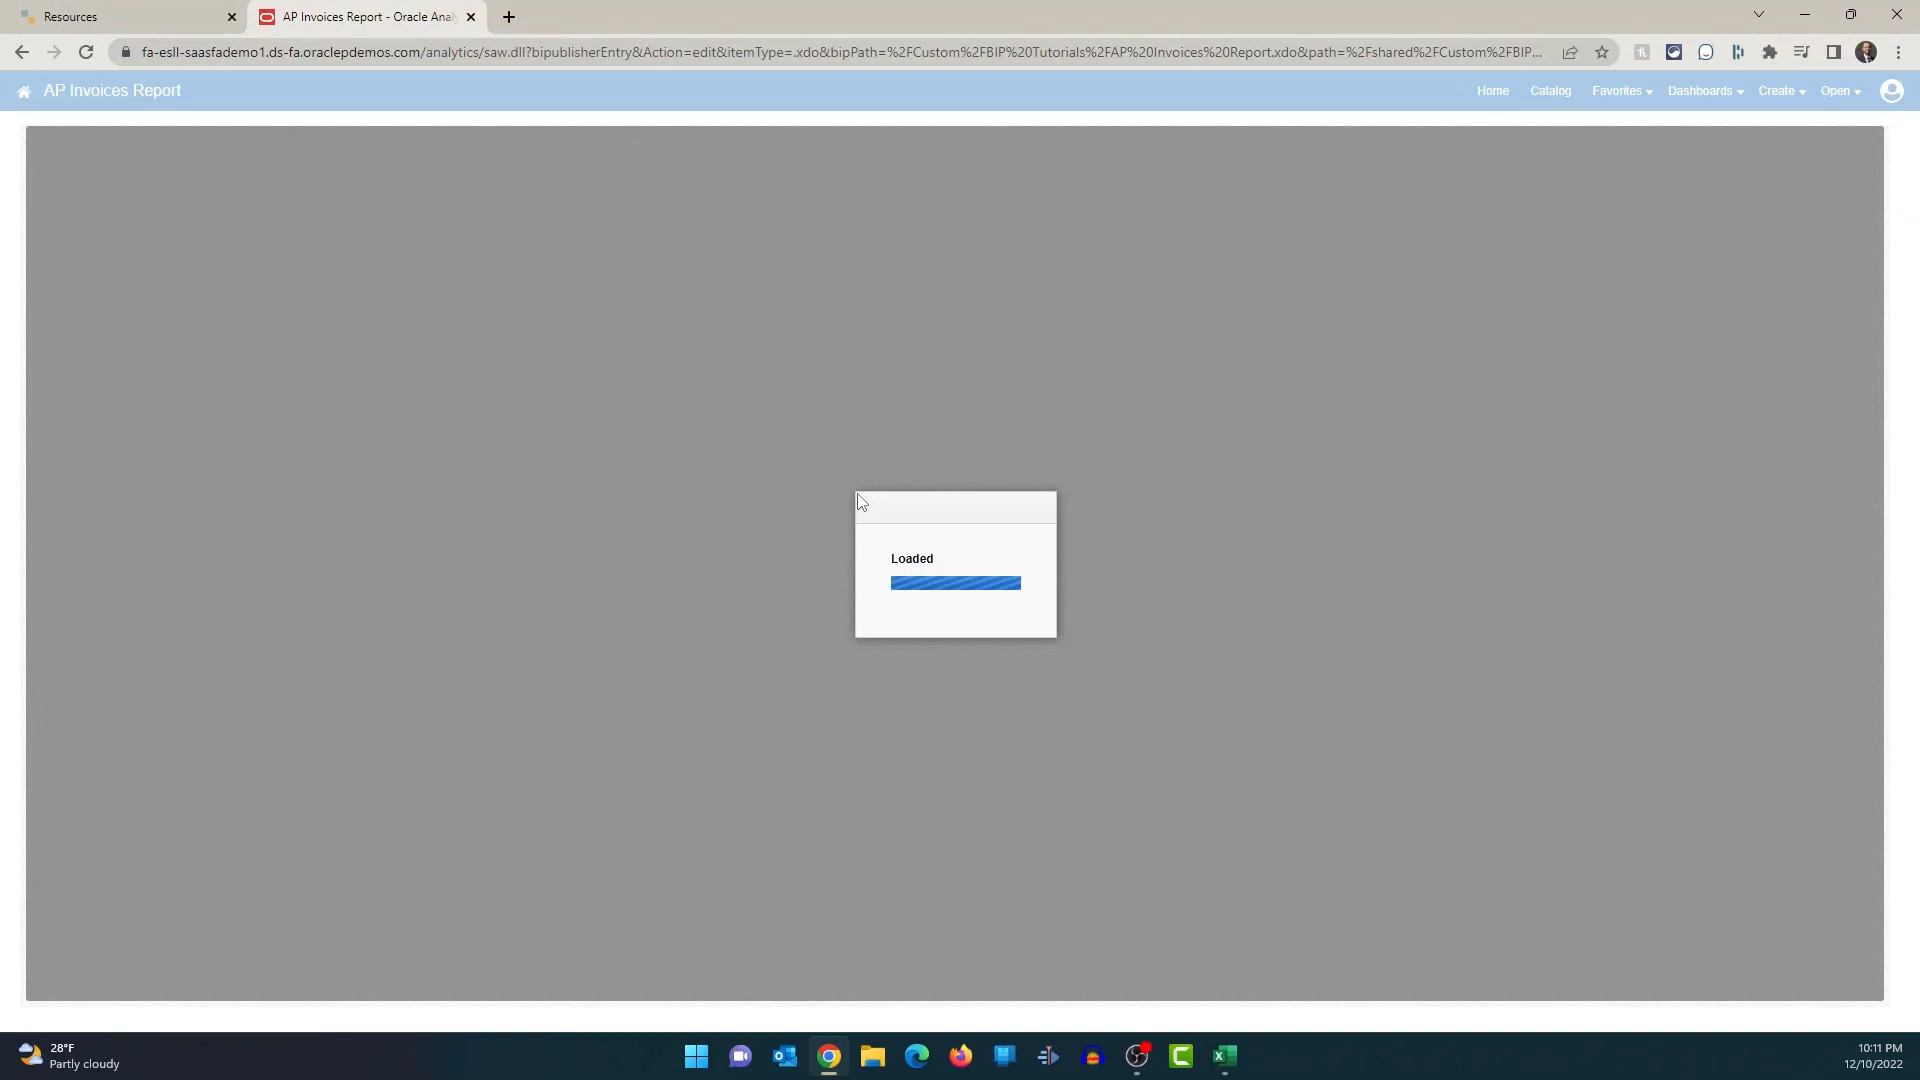 Resources
AP Invoices Report - Oracle Anal
fa-esll-saasfademo1.ds-fa.oraclepdemos.com/analytics/saw.dll?bipublisherEntry&Action=edit&itemType=.xdo&bipPath=%2FCustom%2FBIP%20Tutorials%2FAP%20Invoices%20Report.xdo&path=%2Fshared%2FCustom%2FBIP...
AP Invoices Report
Home Catalog Favorites Dashboards Create Open
Loaded
28°F
Partly cloudy
10:11 PM
12/10/2022